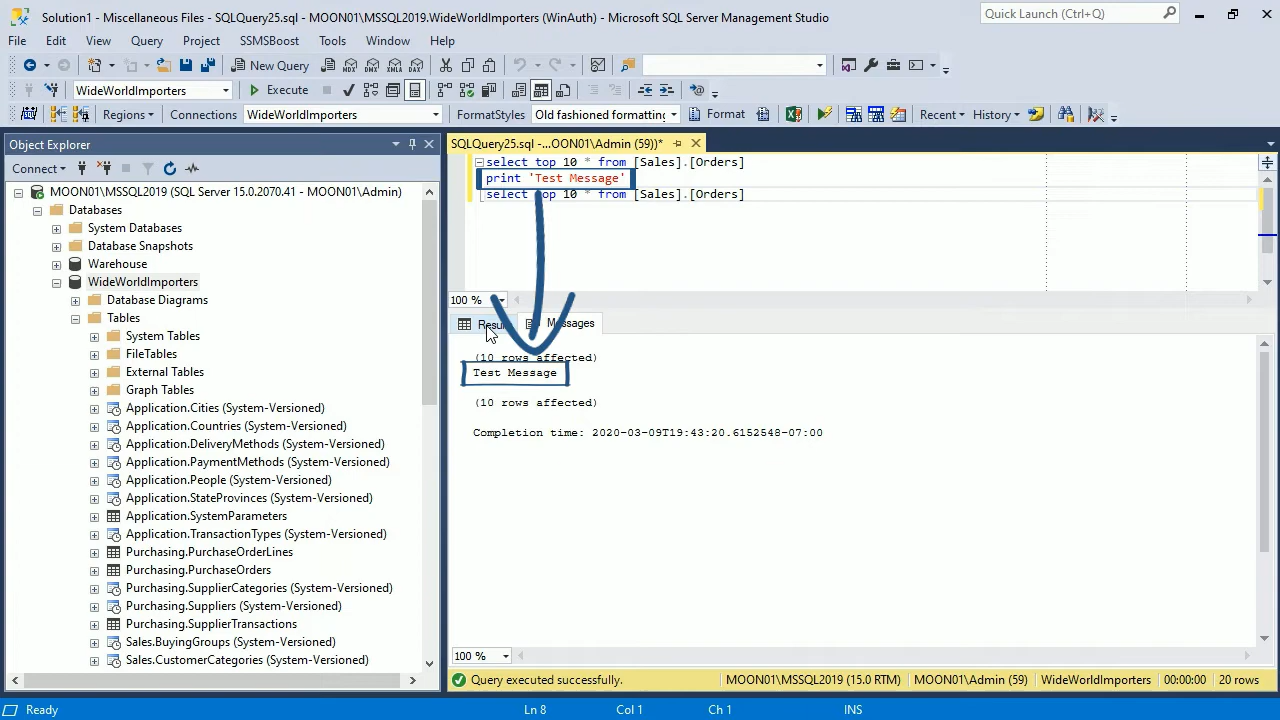 Solution1 - Miscellaneous Files - SQLQuery25.sql - MOON01\MSSQL2019.WideWorldImporters (WinAuth) - Microsoft SQL Server Management Studio
Quick Launch (Ctrl+Q)
File Edit View Query Project SSMSBoost Tools Window Help
New Query
MDX DMX XMLA DAX
WideWorldImporters Execute
Regions Connections WideWorldImporters FormatStyles Old fashioned formatting Format Recent History
Object Explorer
Connect
MOON01\MSSQL2019 (SQL Server 15.0.2070.41 - MOON01\Admin)
Databases
System Databases
Database Snapshots
Warehouse
WideWorldImporters
Database Diagrams
Tables
System Tables
FileTables
External Tables
Graph Tables
Application.Cities (System-Versioned)
Application.Countries (System-Versioned)
Application.DeliveryMethods (System-Versioned)
Application.PaymentMethods (System-Versioned)
Application.People (System-Versioned)
Application.StateProvinces (System-Versioned)
Application.SystemParameters
Application.TransactionTypes (System-Versioned)
Purchasing.PurchaseOrderLines
Purchasing.PurchaseOrders
Purchasing.SupplierCategories (System-Versioned)
Purchasing.Suppliers (System-Versioned)
Purchasing.SupplierTransactions
Sales.BuyingGroups (System-Versioned)
Sales.CustomerCategories (System-Versioned)
SQLQuery25.sql -...OON01\Admin (59))*
select top 10 * from [Sales].[Orders]
print 'Test Message'
select top 10 * from [Sales].[Orders]
100 %
Results Messages
(10 rows affected)
Test Message
(10 rows affected)
Completion time: 2020-03-09T19:43:20.6152548-07:00
100 %
Query executed successfully. MOON01\MSSQL2019 (15.0 RTM) MOON01\Admin (59) WideWorldImporters 00:00:00 20 rows
Ready Ln 8 Col 1 Ch 1 INS